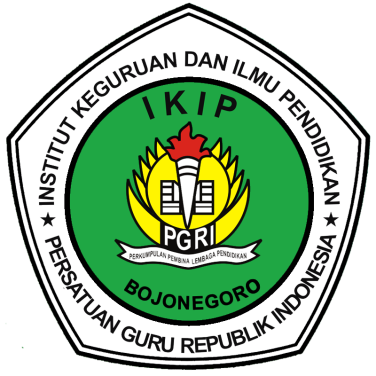 INSTITUT KEGURUAN DAN ILMU PENDIDIKAN
IKIP
PGRI
PERKUMPULAN PEMBINA LEMBAGA PENDIDIKAN
BOJONEGORO
PERSATUAN GURU REPUBLIK INDONESIA